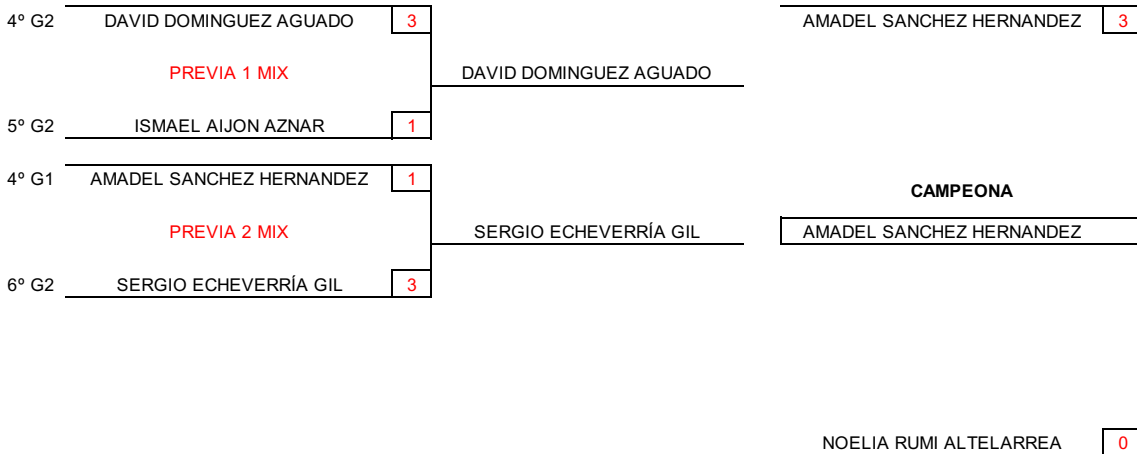 4º G2 DAVID DOMINGUEZ AGUADO 3 AMADEL SANCHEZ HERNANDEZ 3
PREVIA 1 MIX DAVID DOMINGUEZ AGUADO
5º G2 ISMAEL AIJON AZNAR 1
4º G1 AMADEL SANCHEZ HERNANDEZ 1
CAMPEONA
PREVIA 2 MIX SERGIO ECHEVERRÍA GIL AMADEL SANCHEZ HERNANDEZ
6º G2 SERGIO ECHEVERRÍA GIL 3
NOELIA RUMI ALTELARREA 0